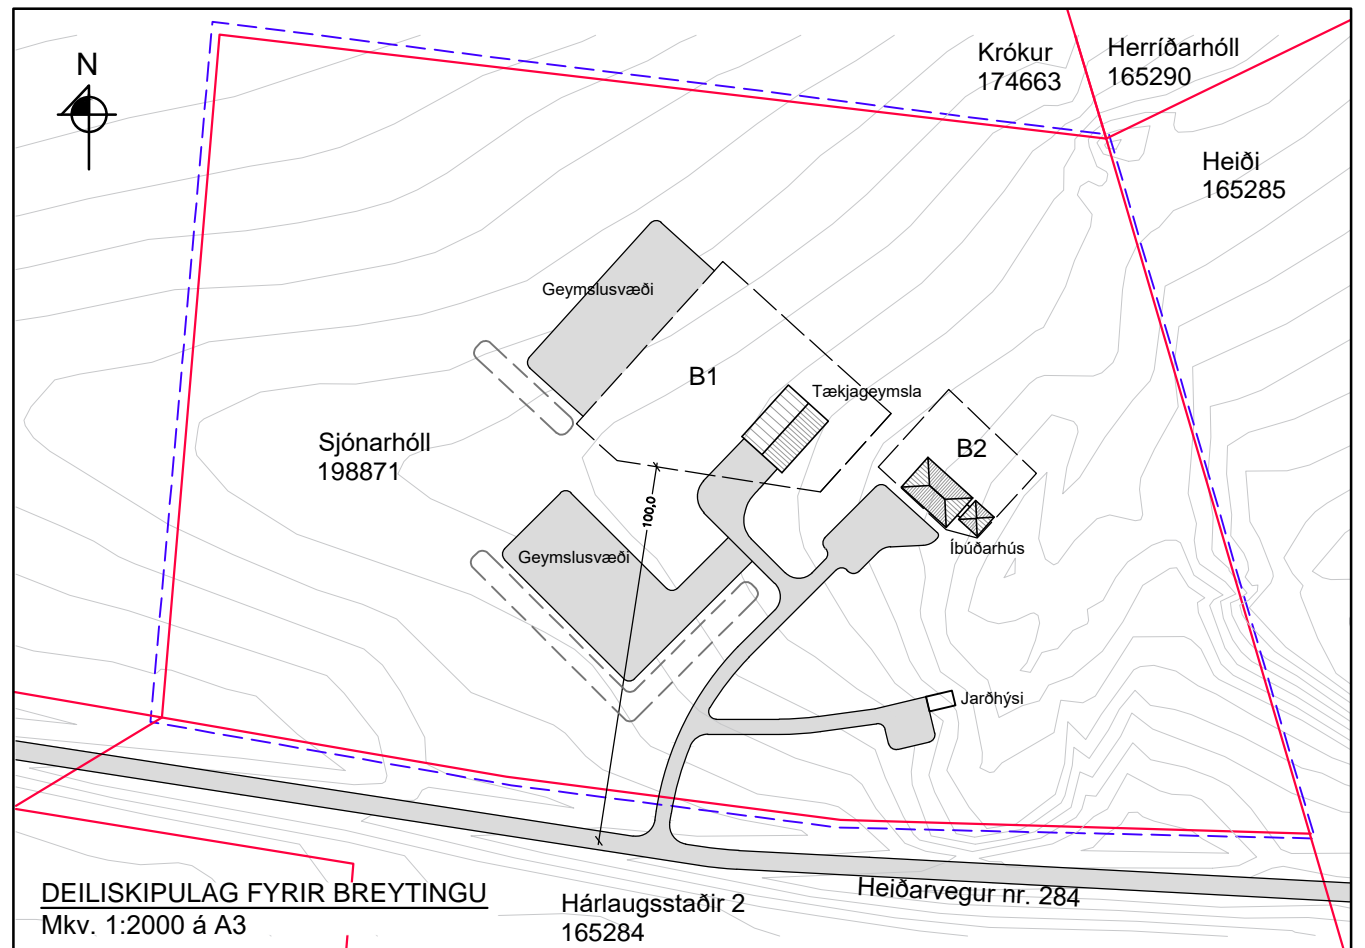 N
Krókur
174663
Herríðarhóll
165290
Heiði
165285
Geymslusvæði
B1
Tækjageymsla
B2
Sjónarhóll
198871
100,0
Geymslusvæði
Íbúðarhús
Jarðhýsi
DEILISKIPULAG FYRIR BREYTINGU
Mkv. 1:2000 á A3
Hárlaugsstaðir 2
165284
Heiðarvegur nr. 284